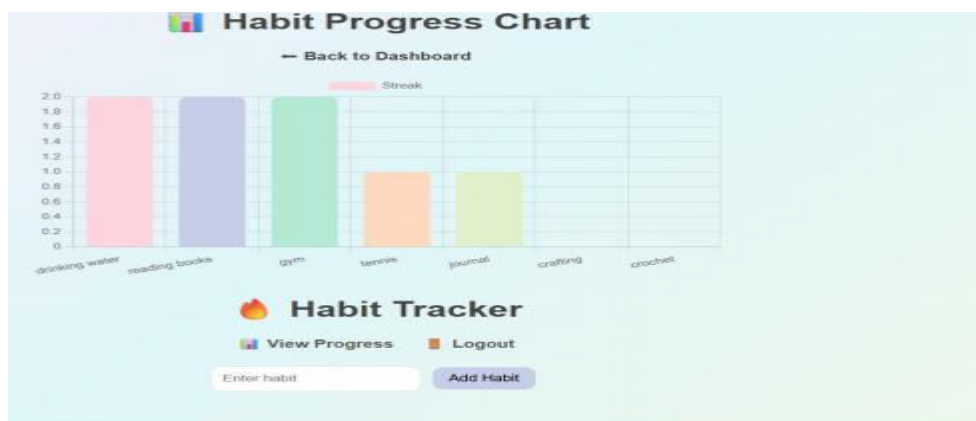 📊 Habit Progress Chart
← Back to Dashboard
Streak
2.0
1.8
1.6
1.4
1.2
1.0
0.8
0.6
0.4
0.2
0
drinking water reading books gym tennis journal crafting crochet
🔥 Habit Tracker
📊 View Progress 🚪 Logout
Enter habit Add Habit